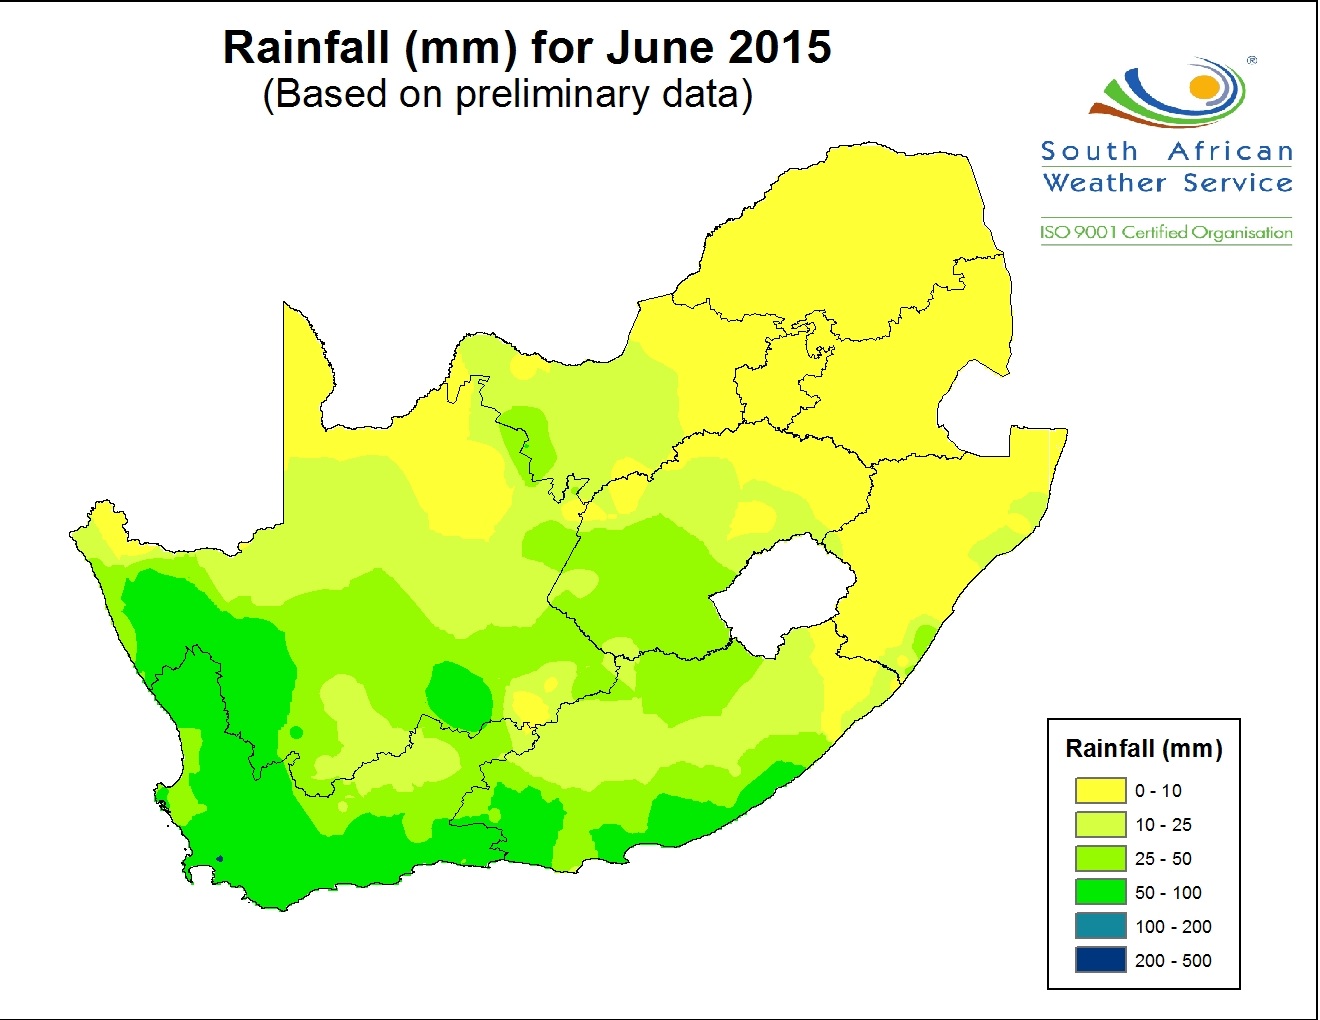 Rainfall (mm) for June 2015
(Based on preliminary data)
®
South African
Weather Service
ISO 9001 Certified Organisation
Rainfall (mm)
0 - 10
10 - 25
25 - 50
50 - 100
100 - 200
200 - 500